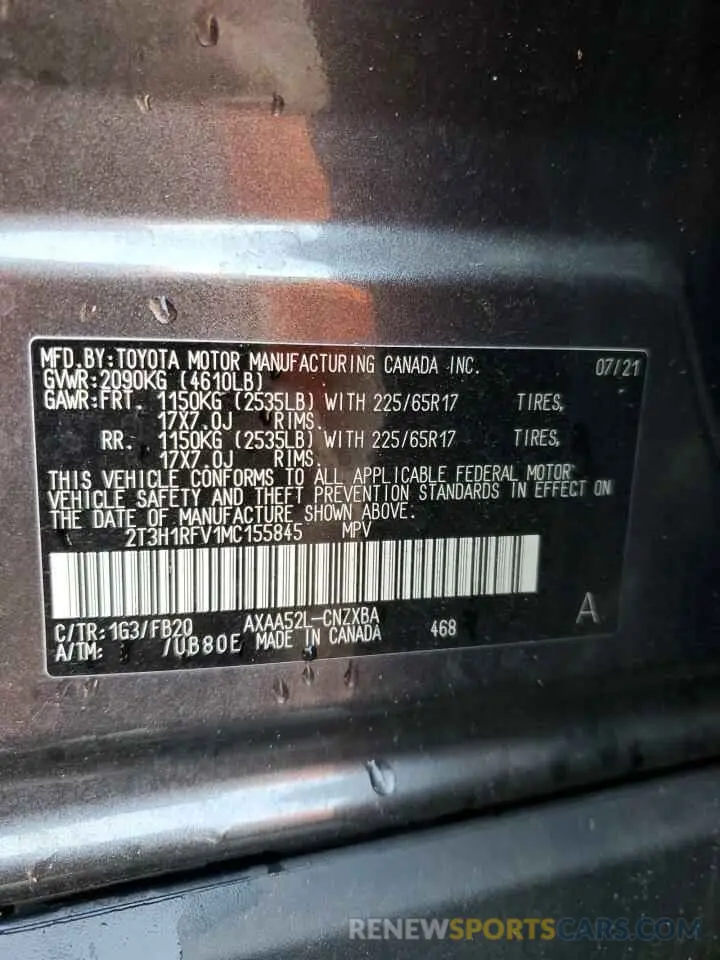 MFD.BY:TOYOTA MOTOR MANUFACTURING CANADA INC. 07/21
GVWR:2090KG (4610LB)
GAWR:FRT. 1150KG (2535LB) WITH 225/65R17 TIRES,
17X7.0J RIMS.
RR. 1150KG (2535LB) WITH 225/65R17 TIRES,
17X7.0J RIMS.
THIS VEHICLE CONFORMS TO ALL APPLICABLE FEDERAL MOTOR
VEHICLE SAFETY AND THEFT PREVENTION STANDARDS IN EFFECT ON
THE DATE OF MANUFACTURE SHOWN ABOVE.
2T3H1RFV1MC155845 MPV
C/TR:1G3/FB20 AXAA52L-CNZXBA 468 A
A/TM: /UB80E MADE IN CANADA
RENEWSPORTSCARS.COM